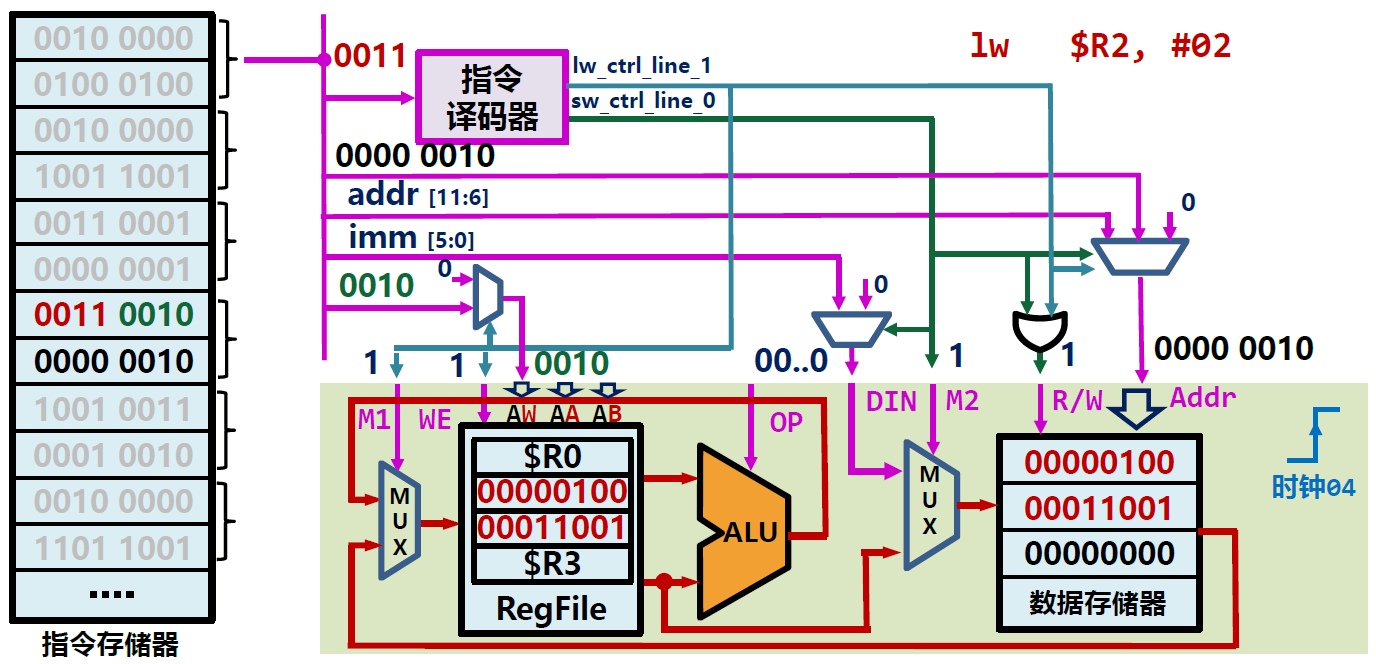 0010 0000
0100 0100
0010 0000
1001 1001
0011 0001
0000 0001
0011 0010
0000 0010
1001 0011
0001 0010
0010 0000
1101 1001
....
指令存储器
0011
指令
译码器
lw_ctrl_line_1
sw_ctrl_line_0
lw $R2, #02
0000 0010
addr [11:6]
0
imm [5:0]
0
0010
0
1
1
0010
00..0
1
1
0000 0010
M1
WE
AW
AA
AB
OP
DIN
M2
R/W
Addr
MUX
$R0
00000100
00011001
$R3
RegFile
ALU
MUX
00000100
00011001
00000000
数据存储器
时钟04